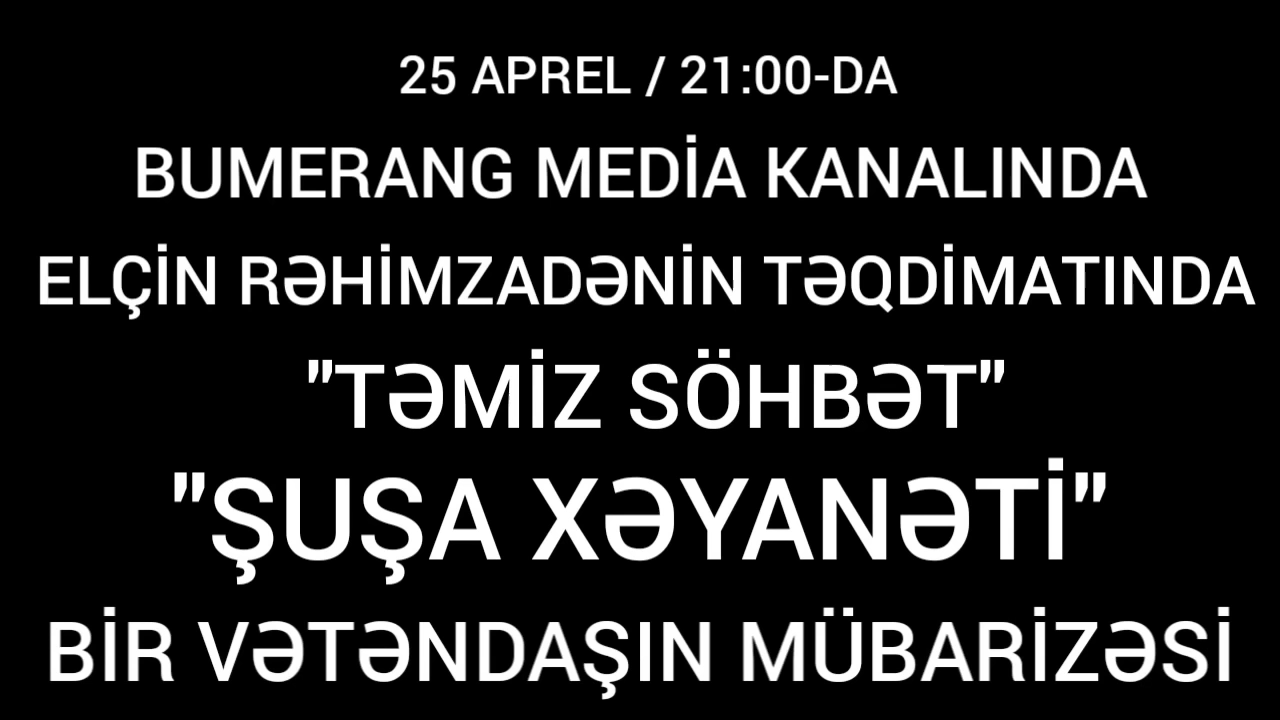 25 APREL / 21:00-DA
BUMERANG MEDİA KANALINDA
ELÇİN RƏHİMZADƏNİN TƏQDİMATINDA
"TƏMİZ SÖHBƏT"
"ŞUŞA XƏYANƏTİ"
BİR VƏTƏNDAŞIN MÜBARİZƏSİ